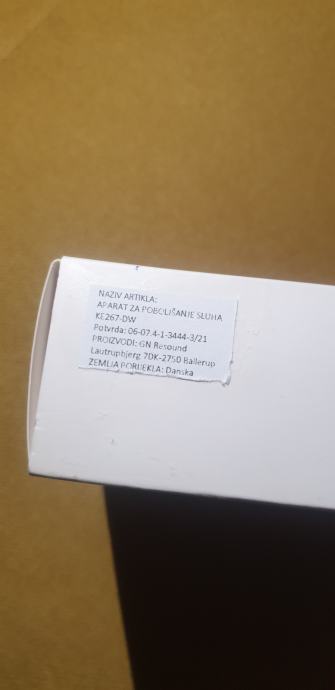 NAZIV ARTIKLA:
APARAT ZA POBOLJŠANJE SLUHA
KE267-DW
Potvrda: 06-07.4-1-3444-3/21
PROIZVODI: GN Resound
Lautrupbjerg 7DK-2750 Ballerup
ZEMLJA PORIJEKLA: Danska